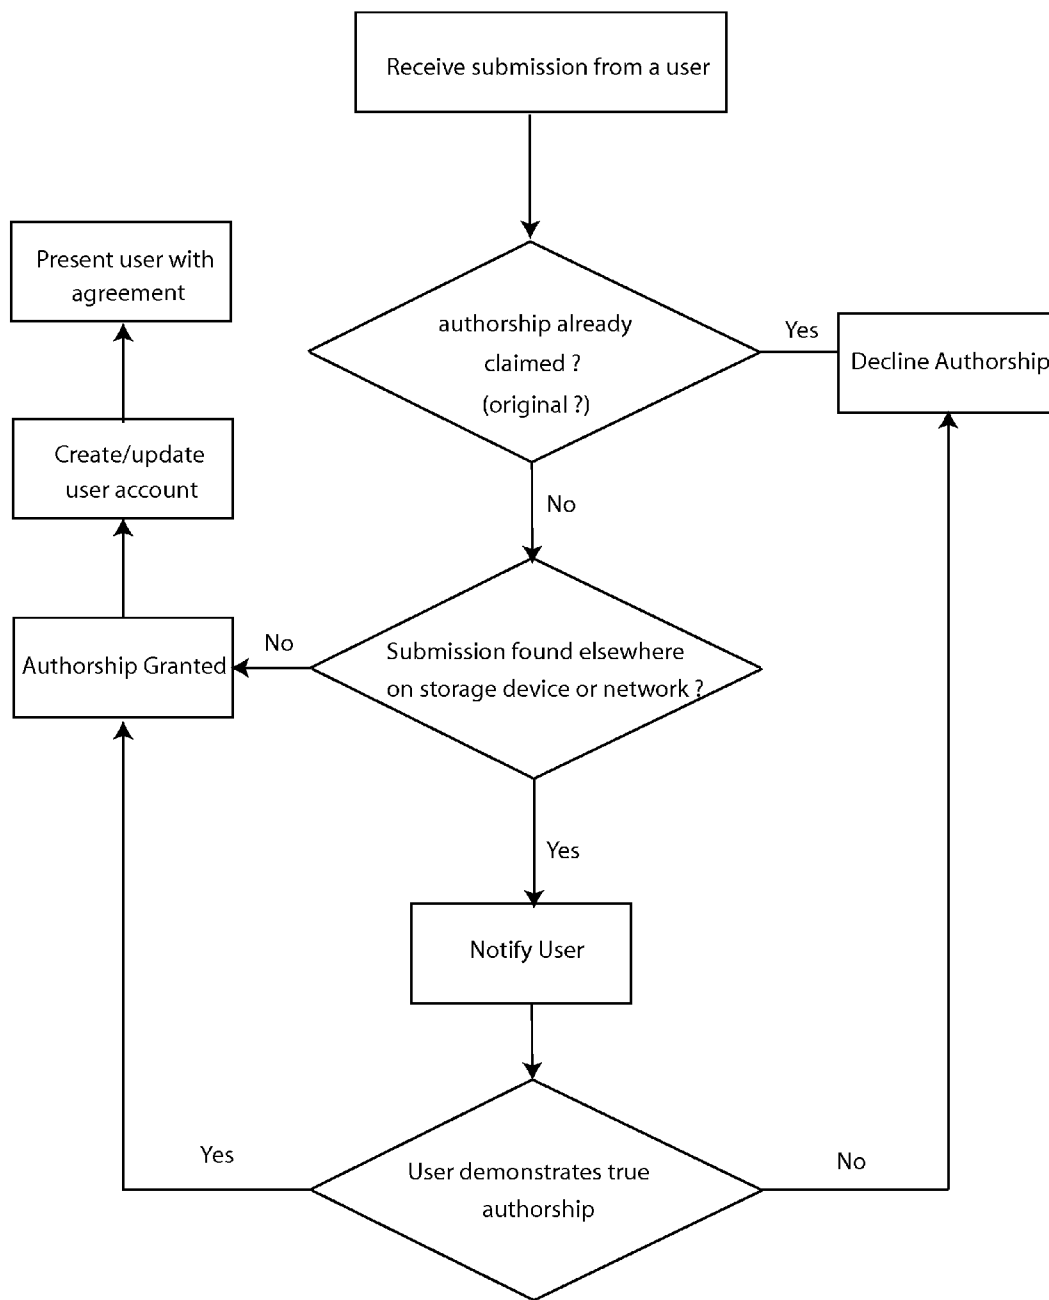 Receive submission from a user
Present user with
agreement
authorship already
claimed ?
(original ?)
Yes
Decline Authorship
Create/update
user account
No
Authorship Granted
No
Submission found elsewhere
on storage device or network ?
Yes
Notify User
Yes
User demonstrates true
authorship
No